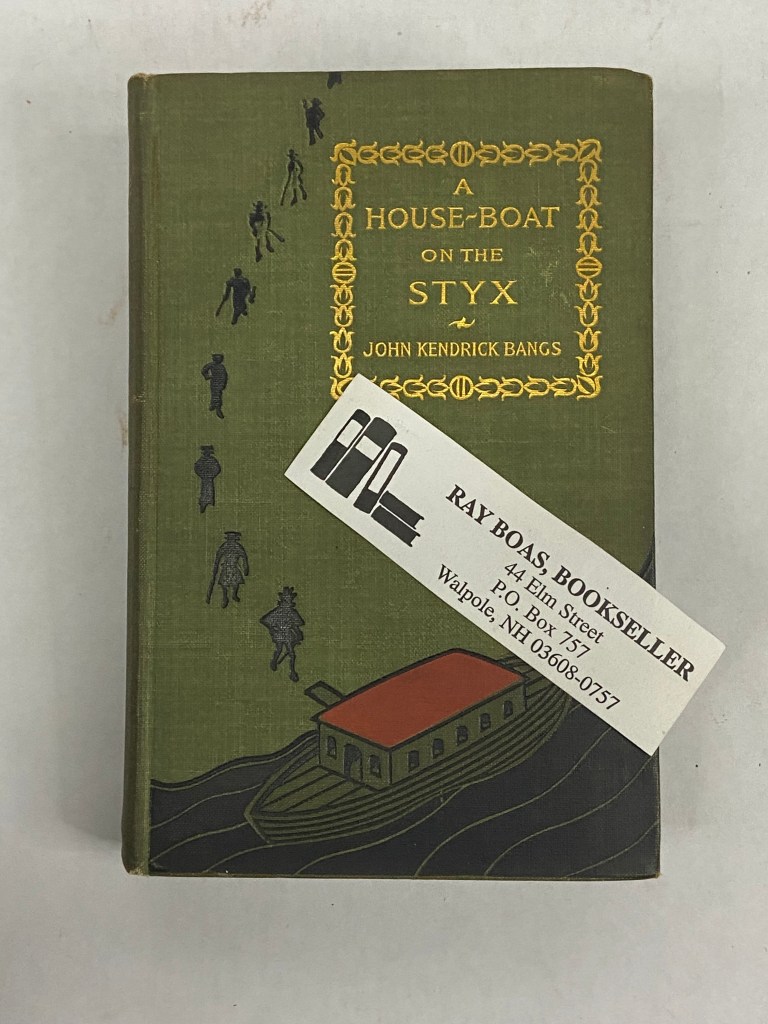 A
HOUSE-BOAT
ON THE
STYX
JOHN KENDRICK BANGS
RAY BOAS, BOOKSELLER
44 Elm Street
P.O. Box 757
Walpole, NH 03608-0757